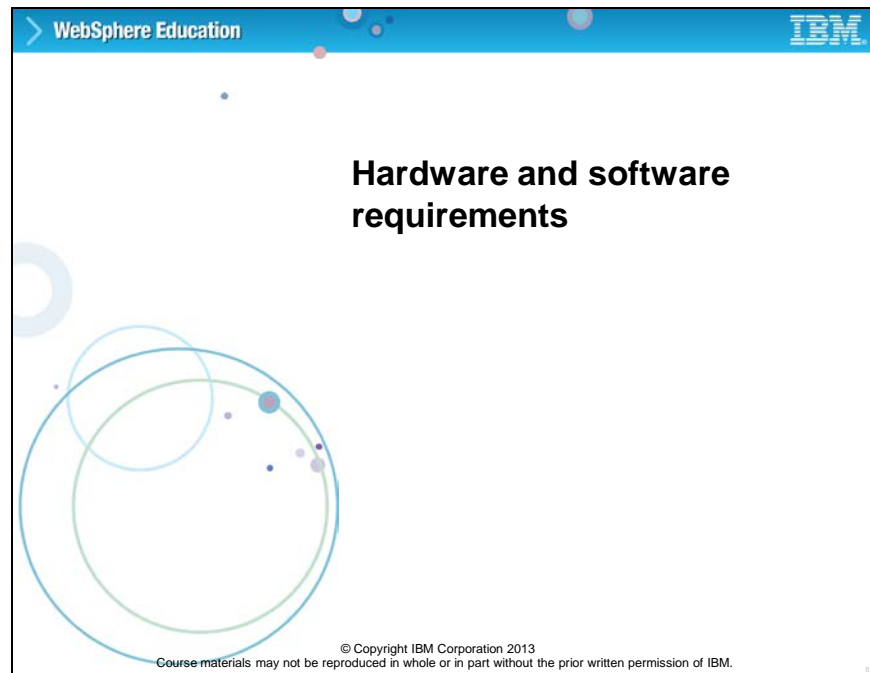 WebSphere Education
IBM
Hardware and software
requirements
© Copyright IBM Corporation 2013
Course materials may not be reproduced in whole or in part without the prior written permission of IBM.